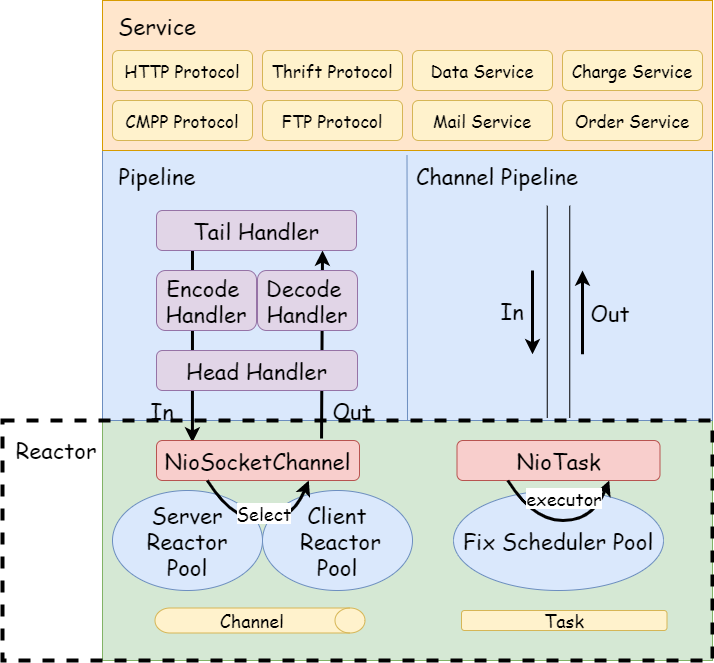 Service
HTTP Protocol
Thrift Protocol
Data Service
Charge Service
CMPP Protocol
FTP Protocol
Mail Service
Order Service
Pipeline
Channel Pipeline
Tail Handler
Encode
Handler
Decode
Handler
Head Handler
In
Out
In
Out
Reactor
NioSocketChannel
NioTask
Select
executor
Server
Reactor
Pool
Client
Reactor
Pool
Fix Scheduler Pool
Channel
Task